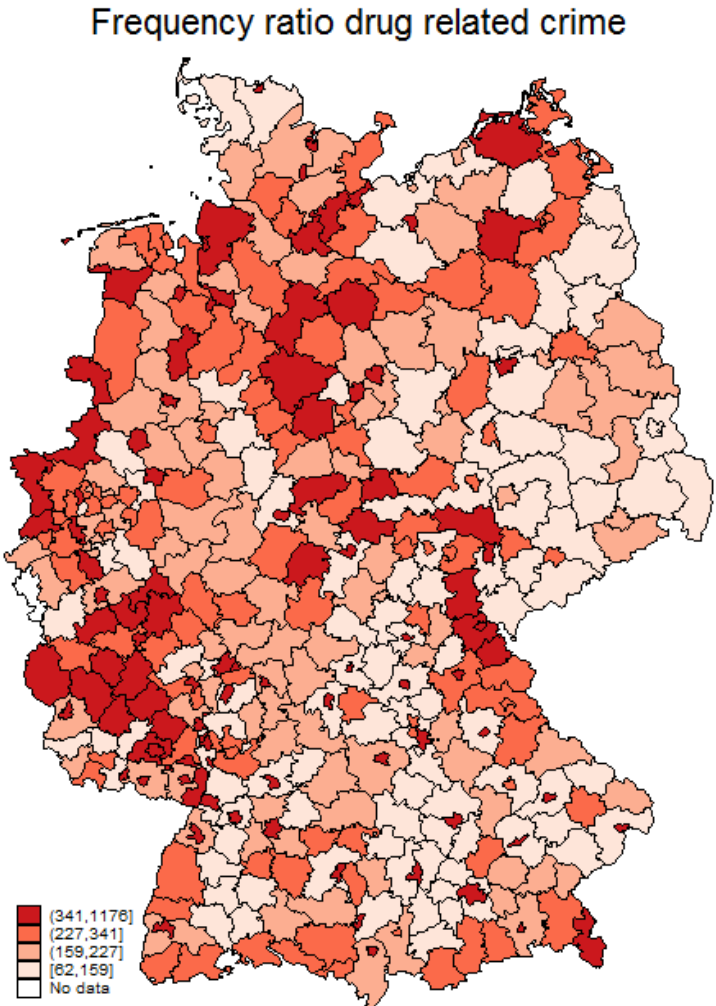 Frequency ratio drug related crime
(341,1176]
(227,341]
(159,227]
[62,159]
No data